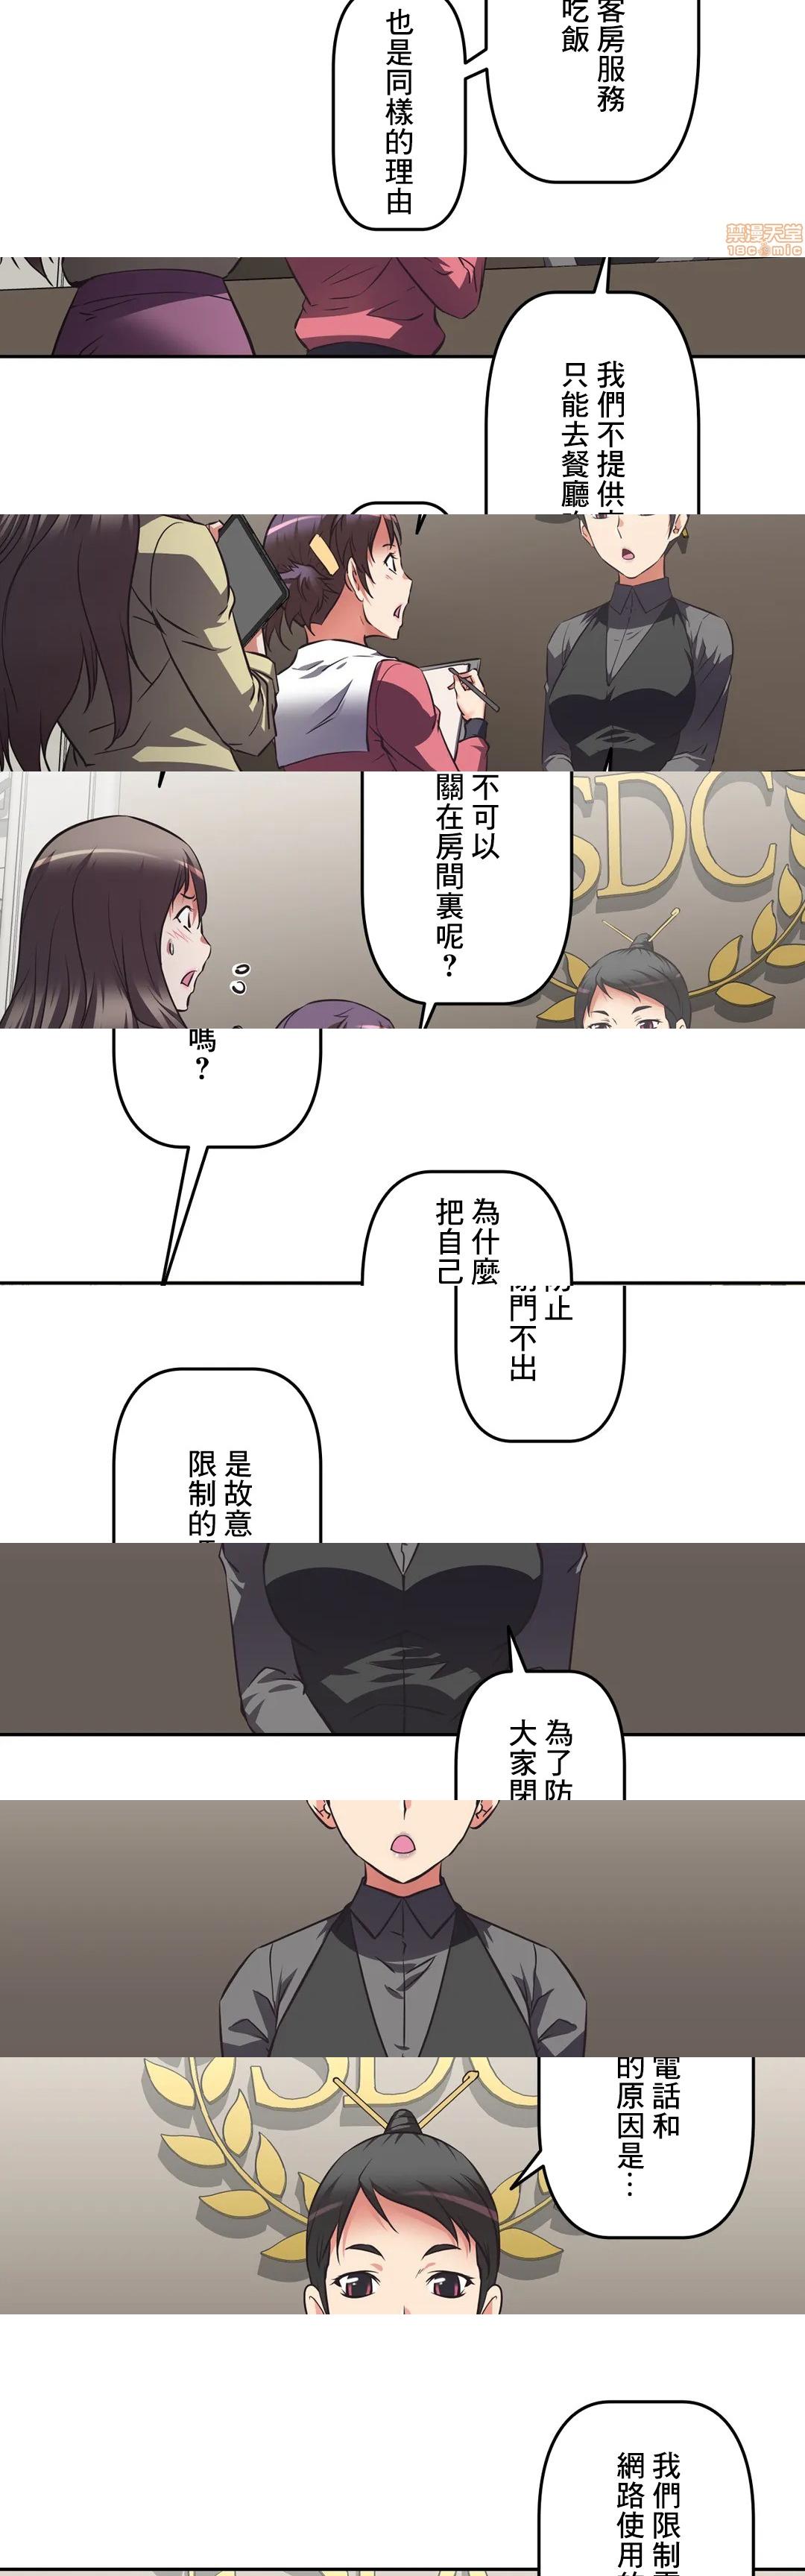 客房服務
吃飯
也是同樣的理由
禁漫天堂
18comic
我們不提供
只能去餐廳
不可以
關在房間裏呢?
SDC
嗎?
為什麼
把自己
防止
門不出
是故意
限制的
為了防
大家閉
電話和
的原因是…
SDC
我們限制
網路使用